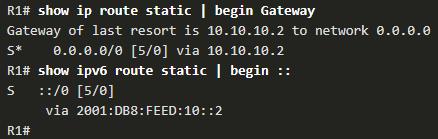 R1# show ip route static | begin Gateway
Gateway of last resort is 10.10.10.2 to network 0.0.0.0
S*    0.0.0.0/0 [5/0] via 10.10.10.2
R1# show ipv6 route static | begin ::
S   ::/0 [5/0]
     via 2001:DB8:FEED:10::2
R1#